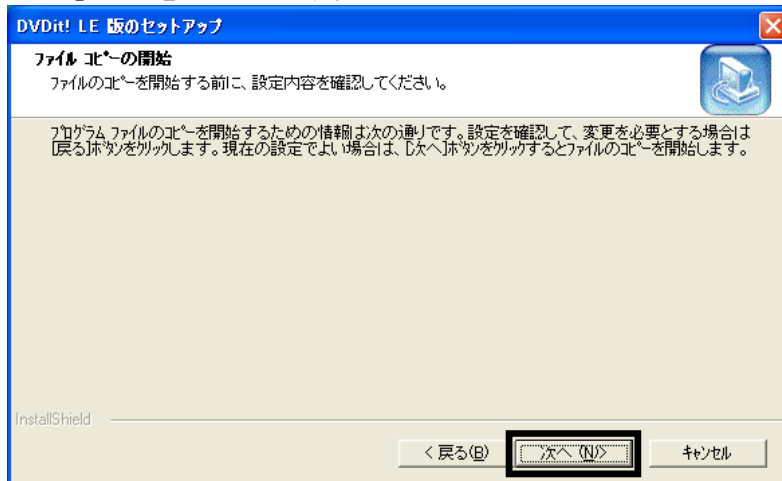 DVDit! LE 版のセットアップ
ファイル コピーの開始
ファイルのコピーを開始する前に、設定内容を確認してください。
プログラム ファイルのコピーを開始するための情報は次の通りです。設定を確認して、変更を必要とする場合は
[戻る]ボタンをクリックします。現在の設定でよい場合は、[次へ]ボタンをクリックするとファイルのコピーを開始します。
InstallShield
< 戻る(B)
次へ (N)>
キャンセル